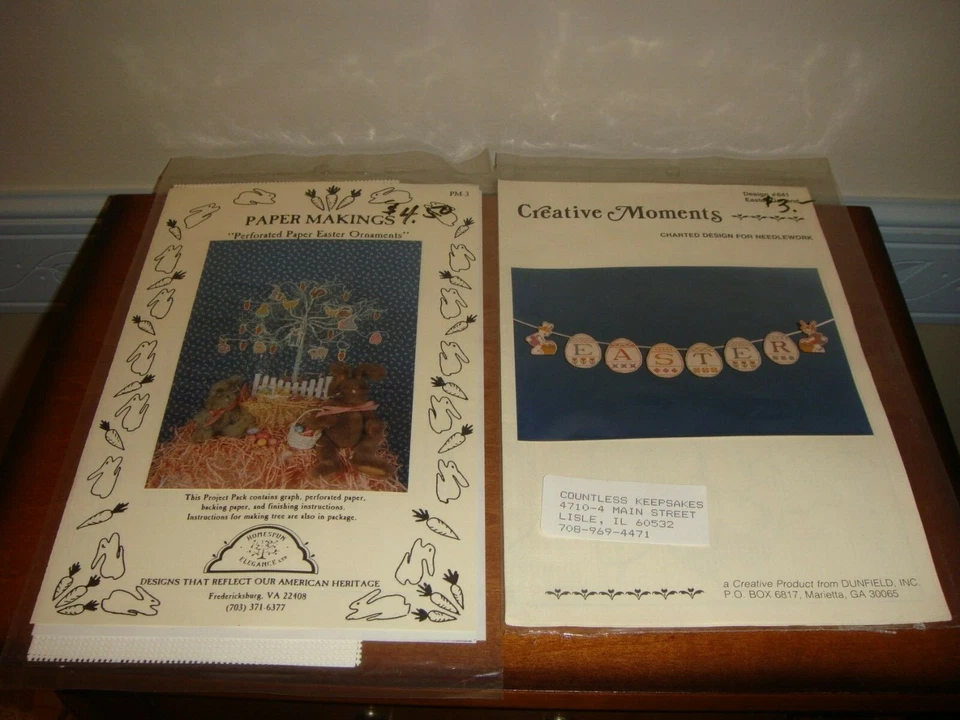 PM 3
PAPER MAKINGS
$4.50
"Perforated Paper Easter Ornaments"
This Project Pack contains graph, perforated paper,
backing paper, and finishing instructions.
Instructions for making tree are also in package.
HOMESPUN
ELEGANCE LTD
DESIGNS THAT REFLECT OUR AMERICAN HERITAGE
Fredericksburg, VA 22408
(703) 371-6377
Design #661
$3.
Creative Moments
CHARTED DESIGN FOR NEEDLEWORK
EASTER
COUNTLESS KEEPSAKES
4710-4 MAIN STREET
LISLE, IL 60532
708-969-4471
a Creative Product from DUNFIELD, INC.
P.O. BOX 6817, Marietta, GA 30065